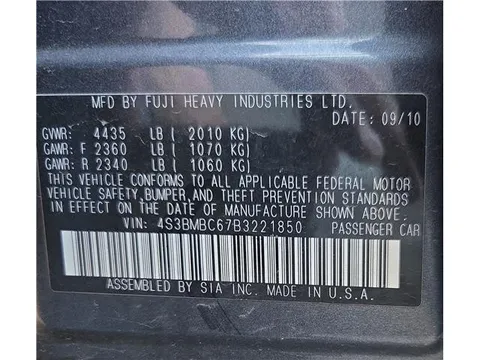 MFD BY FUJI HEAVY INDUSTRIES LTD.
DATE: 09/10
GVWR: 4435 LB ( 2010 KG)
GAWR: F 2360 LB ( 1070 KG)
GAWR: R 2340 LB ( 1060 KG)
THIS VEHICLE CONFORMS TO ALL APPLICABLE FEDERAL MOTOR
VEHICLE SAFETY, BUMPER, AND THEFT PREVENTION STANDARDS
IN EFFECT ON THE DATE OF MANUFACTURE SHOWN ABOVE.
VIN: 4S3BMBC67B3221850 PASSENGER CAR
ASSEMBLED BY SIA INC. MADE IN U.S.A.